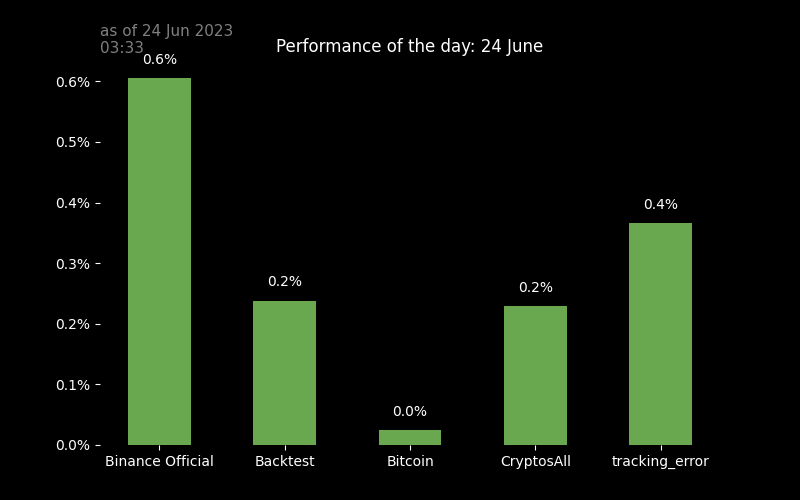 as of 24 Jun 2023
03:33
Performance of the day: 24 June
0.6%
0.2%
0.0%
0.2%
0.4%
0.6%
0.5%
0.4%
0.3%
0.2%
0.1%
0.0%
Binance Official
Backtest
Bitcoin
CryptosAll
tracking_error